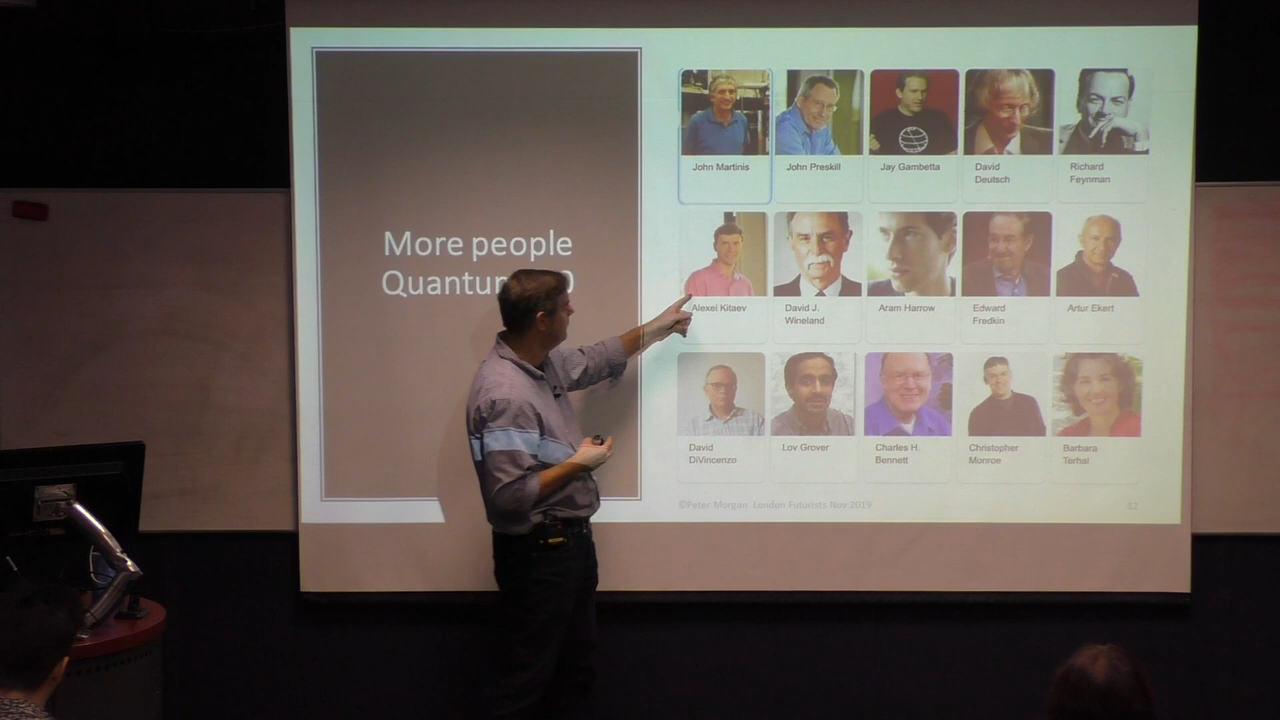 More people
Quantum
John Martinis
John Preskill
Jay Gambetta
David
Deutsch
Richard
Feynman
Alexei Kitaev
David J.
Wineland
Aram Harrow
Edward
Fredkin
Artur Ekert
David
DiVincenzo
Lov Grover
Charles H.
Bennett
Christopher
Monroe
Barbara
Terhal
©Peter Morgan London Futurists Nov 2019